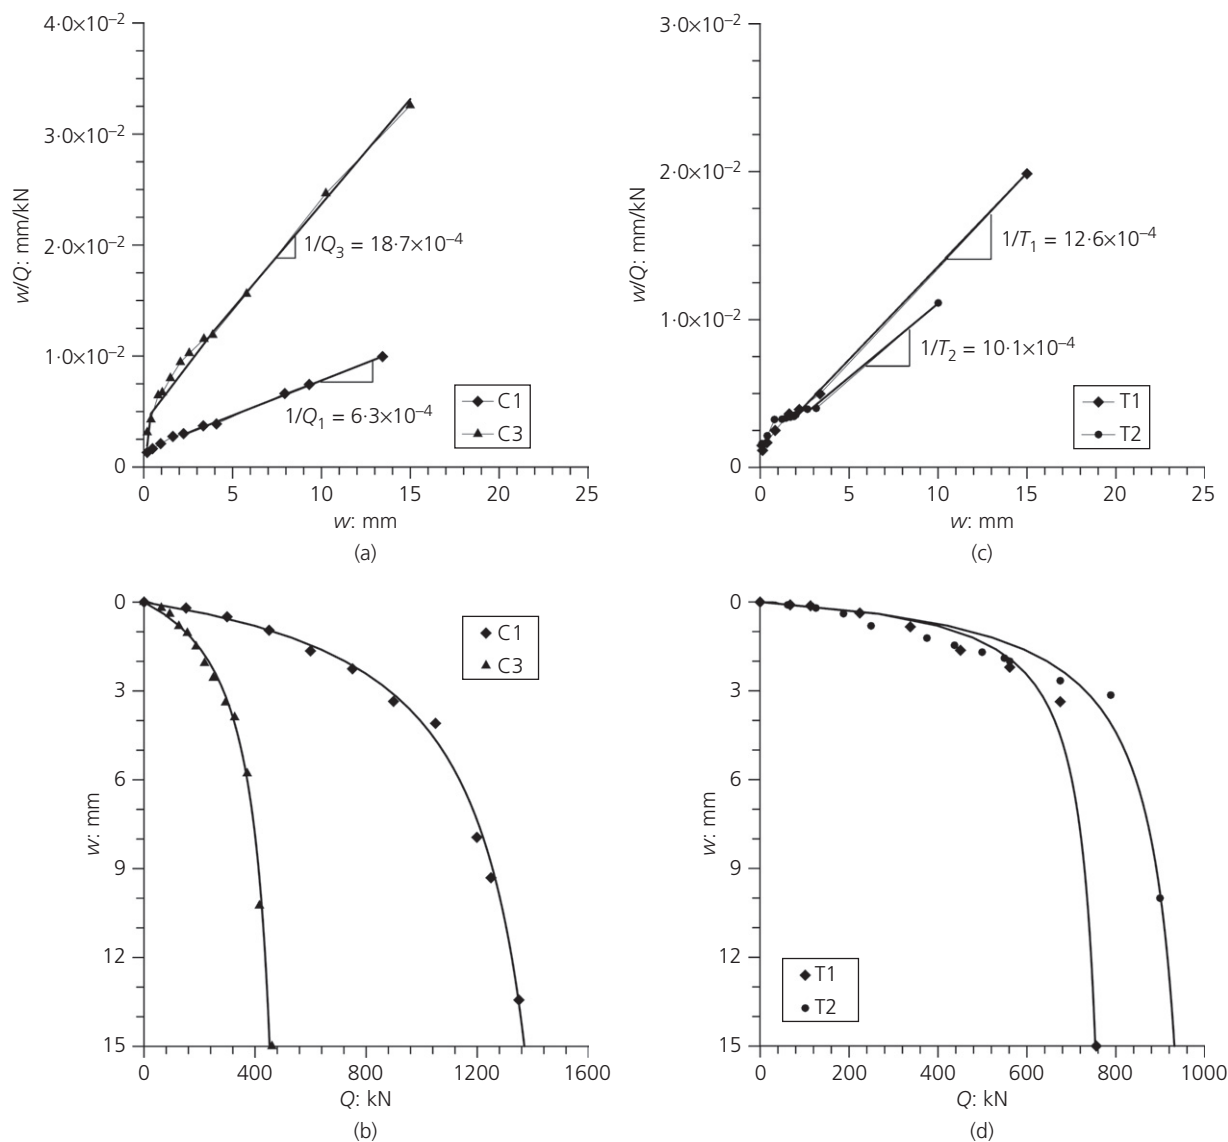 4·0×10⁻²
3·0×10⁻²
2·0×10⁻²
1·0×10⁻²
0
w/Q: mm/kN
1/Q₃ = 18·7×10⁻⁴
1/Q₁ = 6·3×10⁻⁴
C1
C3
0 5 10 15 20 25
w: mm
(a)
3·0×10⁻²
2·0×10⁻²
1·0×10⁻²
0
w/Q: mm/kN
1/T₁ = 12·6×10⁻⁴
1/T₂ = 10·1×10⁻⁴
T1
T2
0 5 10 15 20 25
w: mm
(c)
0
3
6
9
12
15
w: mm
C1
C3
0 400 800 1200 1600
Q: kN
(b)
0
3
6
9
12
15
w: mm
T1
T2
0 200 400 600 800 1000
Q: kN
(d)